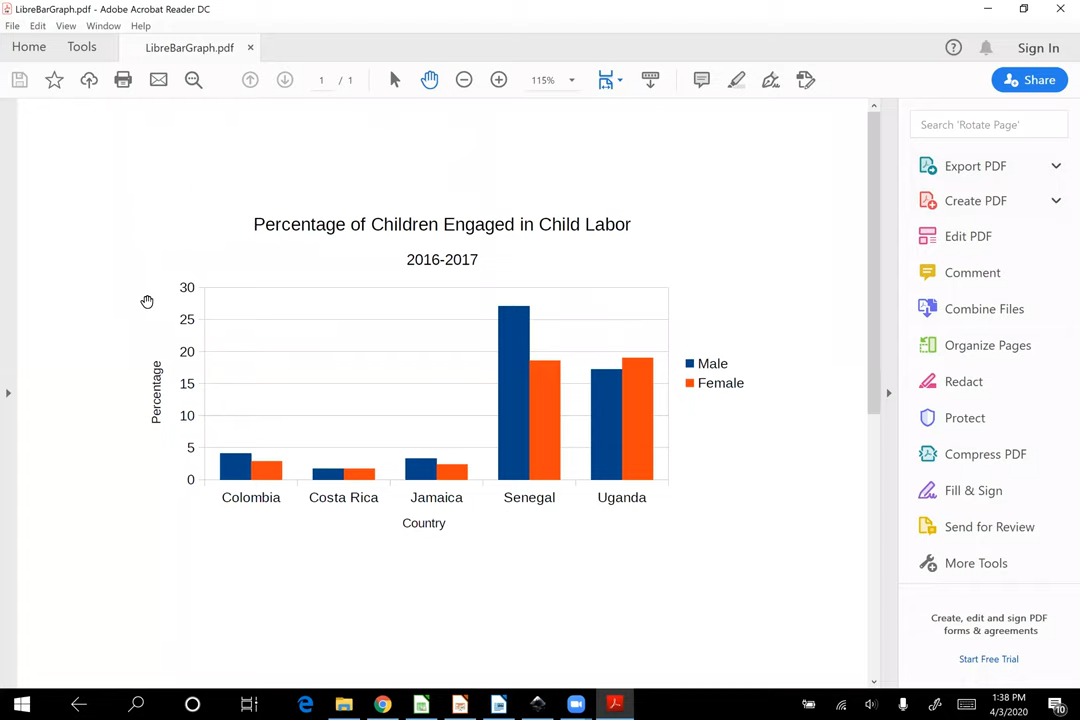 LibreBarGraph.pdf - Adobe Acrobat Reader DC
File Edit View Window Help
Home Tools LibreBarGraph.pdf × Sign In
1 / 1 115% Share
Search 'Rotate Page'
Export PDF
Create PDF
Edit PDF
Comment
Combine Files
Organize Pages
Redact
Protect
Compress PDF
Fill & Sign
Send for Review
More Tools
Create, edit and sign PDF
forms & agreements
Start Free Trial
Percentage of Children Engaged in Child Labor
2016-2017
30
25
20
15
10
5
0
Percentage
Colombia Costa Rica Jamaica Senegal Uganda
Country
Male
Female
1:38 PM
4/3/2020
10